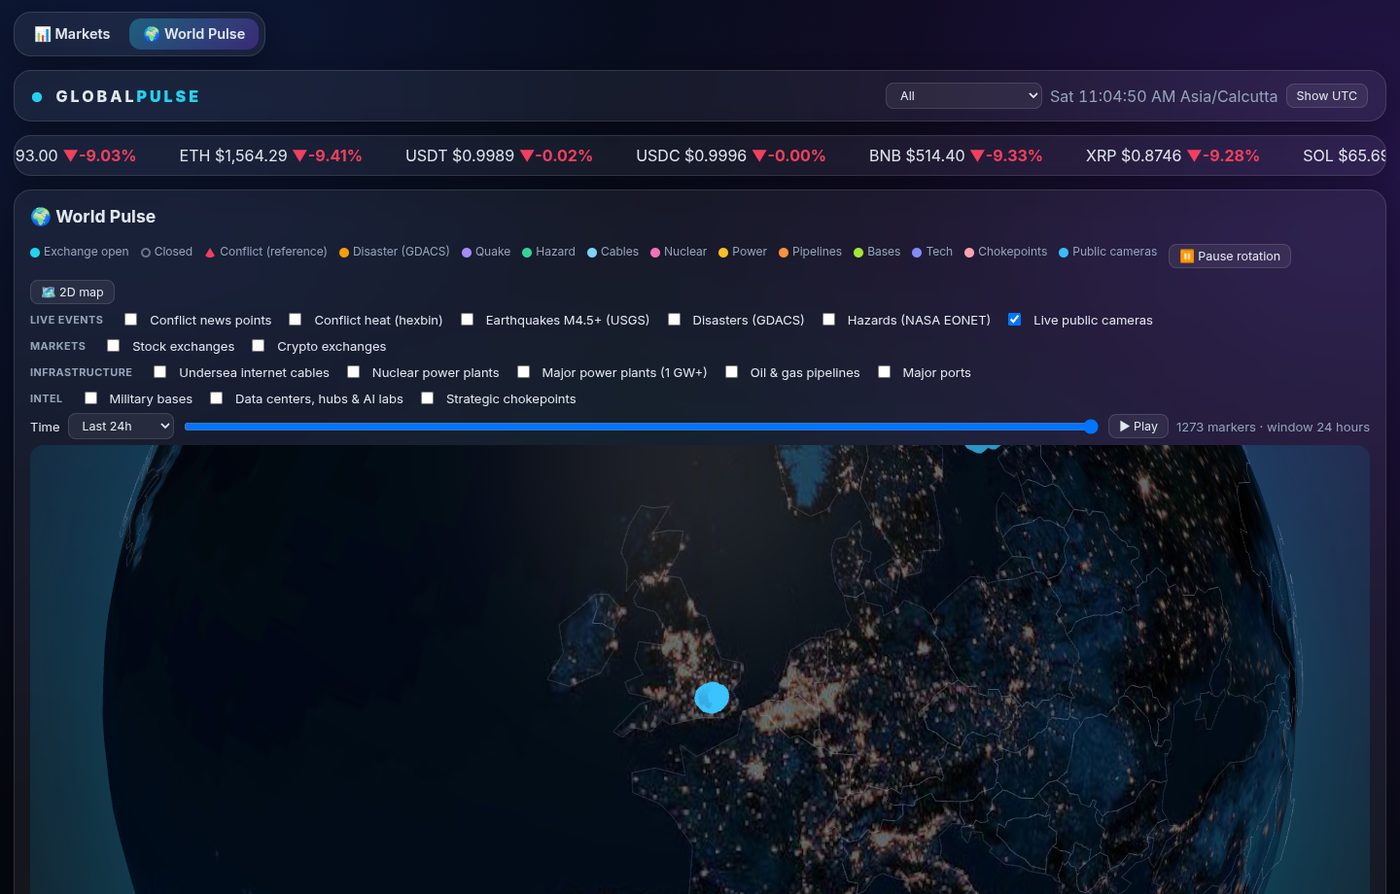 📊 Markets 🌍 World Pulse
GLOBALPULSE All Sat 11:04:50 AM Asia/Calcutta Show UTC
93.00 ▼-9.03% ETH $1,564.29 ▼-9.41% USDT $0.9989 ▼-0.02% USDC $0.9996 ▼-0.00% BNB $514.40 ▼-9.33% XRP $0.8746 ▼-9.28% SOL $65.69
🌍 World Pulse
Exchange open Closed Conflict (reference) Disaster (GDACS) Quake Hazard Cables Nuclear Power Pipelines Bases Tech Chokepoints Public cameras ⏸️ Pause rotation
🗺️ 2D map
LIVE EVENTS Conflict news points Conflict heat (hexbin) Earthquakes M4.5+ (USGS) Disasters (GDACS) Hazards (NASA EONET) Live public cameras
MARKETS Stock exchanges Crypto exchanges
INFRASTRUCTURE Undersea internet cables Nuclear power plants Major power plants (1 GW+) Oil & gas pipelines Major ports
INTEL Military bases Data centers, hubs & AI labs Strategic chokepoints
Time Last 24h ▶ Play 1273 markers · window 24 hours